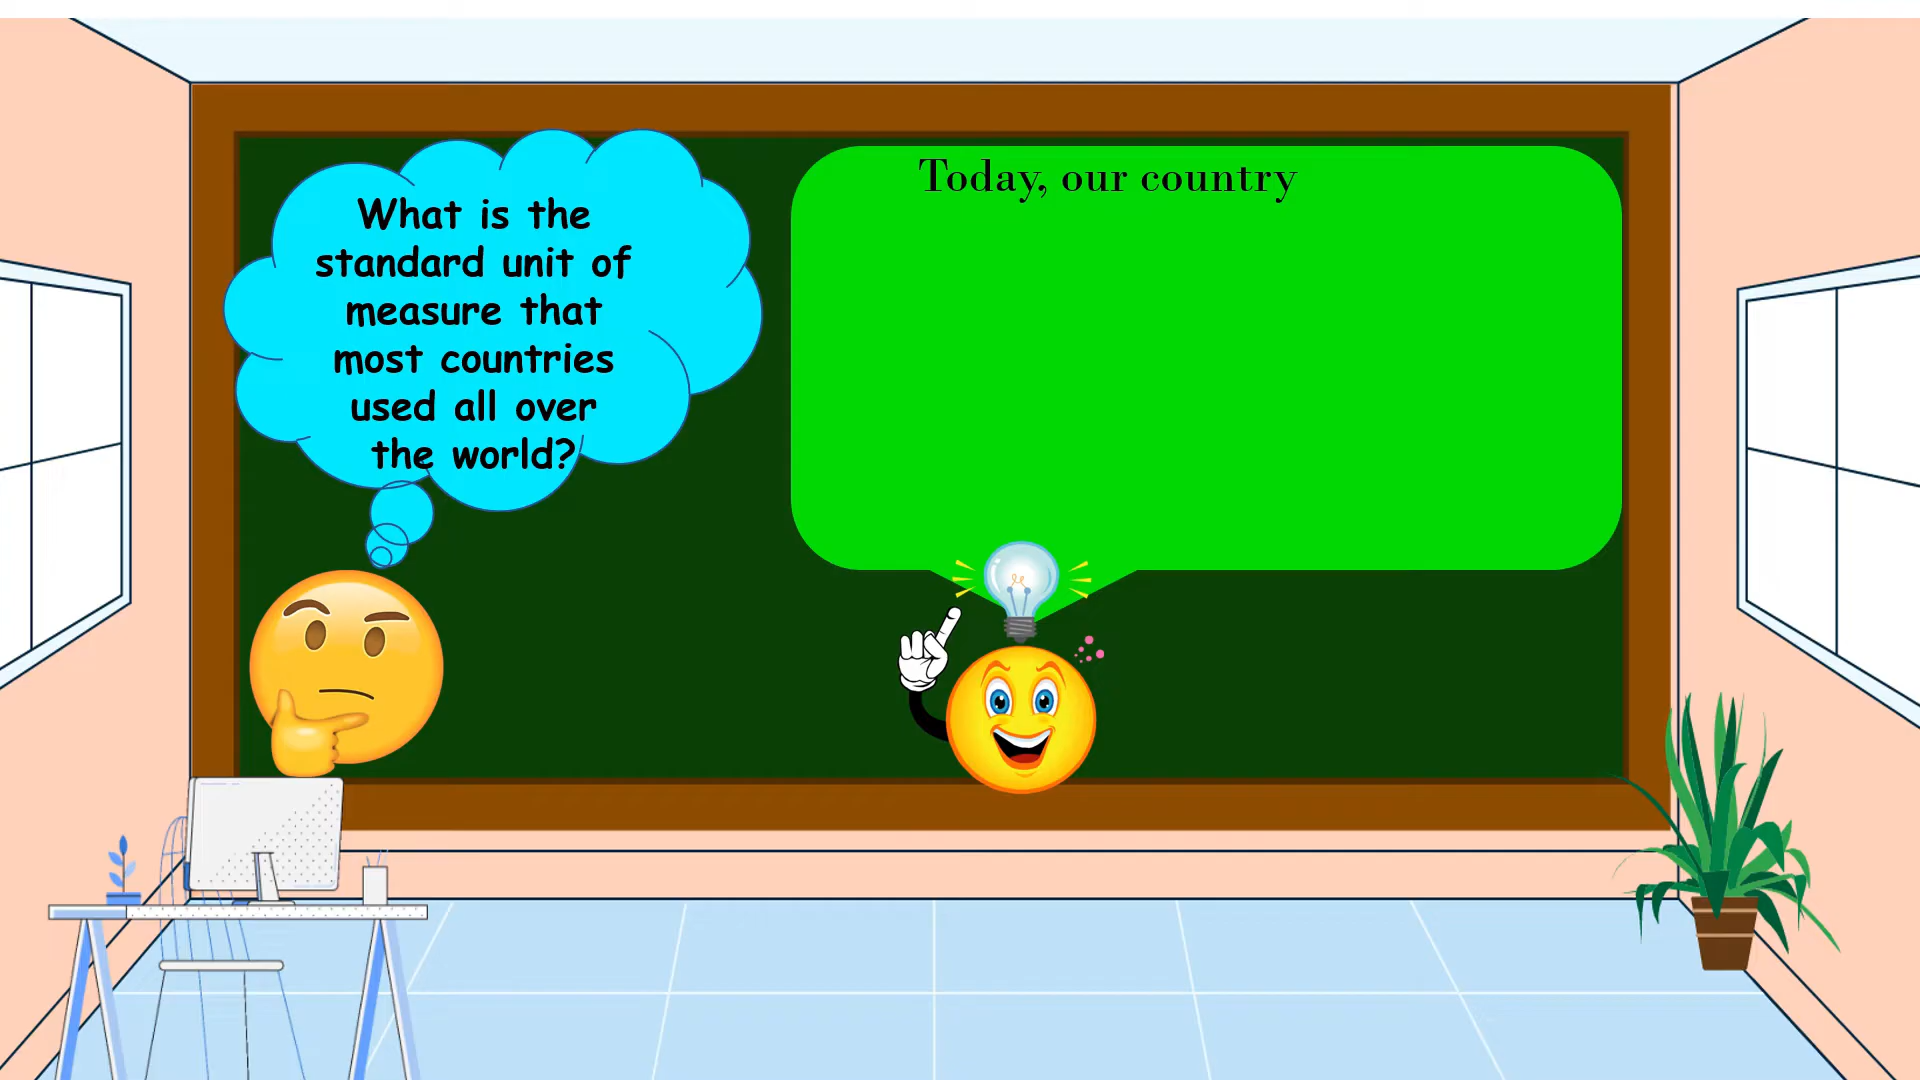 What is the
standard unit of
measure that
most countries
used all over
the world?
Today, our country